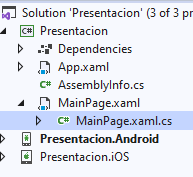 Solution "Presentacion" (3 of 3 pr
Presentacion
Dependencies
App.xaml
AssemblyInfo.cs
MainPage.xaml
MainPage.xaml.cs
Presentacion.Android
Presentacion.iOS